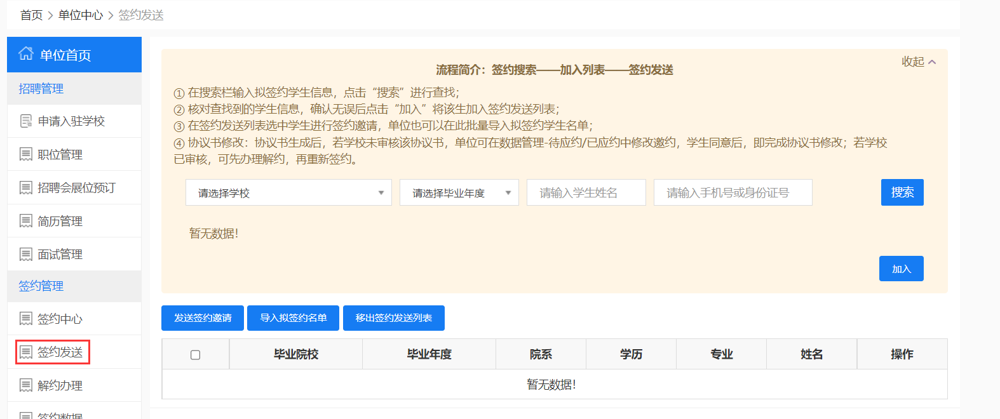 首页 > 单位中心 > 签约发送
单位首页
招聘管理
申请入驻学校
职位管理
招聘会展位预订
简历管理
面试管理
签约管理
签约中心
签约发送
解约办理
签约数据
收起
流程简介：签约搜索——加入列表——签约发送
① 在搜索栏输入拟签约学生信息，点击“搜索”进行查找；
② 核对查找到的学生信息，确认无误后点击“加入”将该生加入签约发送列表；
③ 在签约发送列表选中学生进行签约邀请，单位也可以在此批量导入拟签约学生名单；
④ 协议书修改：协议书生成后，若学校未审核该协议书，单位可在数据管理-待应约/已应约中修改邀约，学生同意后，即完成协议书修改；若学校
已审核，可先办理解约，再重新签约。
请选择学校 请选择毕业年度 请输入学生姓名 请输入手机号或身份证号 搜索
暂无数据！
加入
发送签约邀请 导入拟签约名单 移出签约发送列表
毕业院校 毕业年度 院系 学历 专业 姓名 操作
暂无数据！